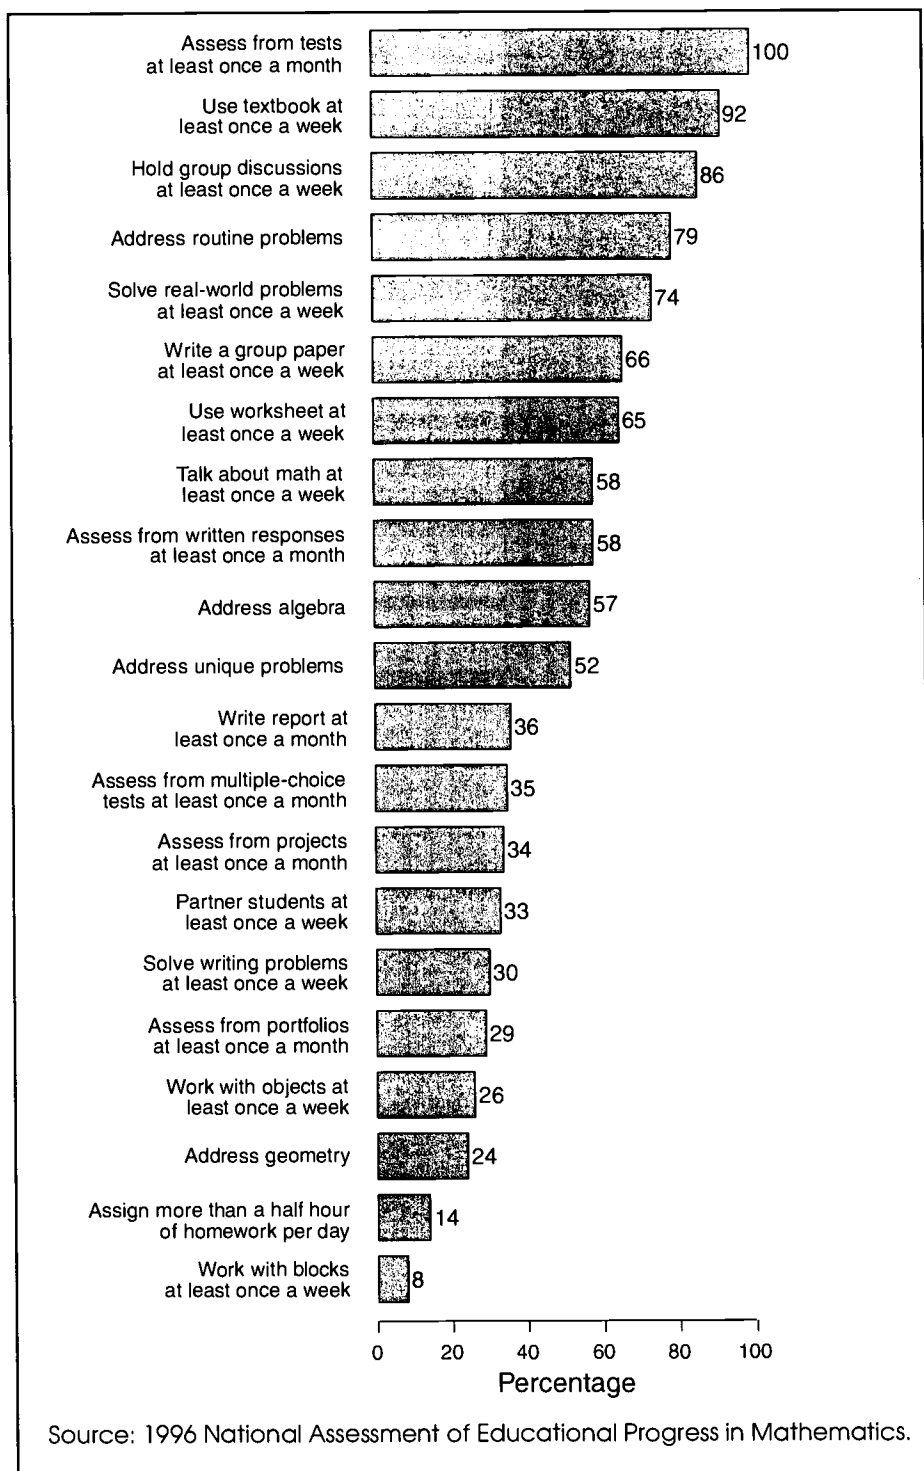 Assess from tests
at least once a month
100
Use textbook at
least once a week
92
Hold group discussions
at least once a week
86
Address routine problems
79
Solve real-world problems
at least once a week
74
Write a group paper
at least once a week
66
Use worksheet at
least once a week
65
Talk about math at
least once a week
58
Assess from written responses
at least once a month
58
Address algebra
57
Address unique problems
52
Write report at
least once a month
36
Assess from multiple-choice
tests at least once a month
35
Assess from projects
at least once a month
34
Partner students at
least once a week
33
Solve writing problems
at least once a week
30
Assess from portfolios
at least once a month
29
Work with objects at
least once a week
26
Address geometry
24
Assign more than a half hour
of homework per day
14
Work with blocks
at least once a week
8
0 20 40 60 80 100
Percentage
Source: 1996 National Assessment of Educational Progress in Mathematics.